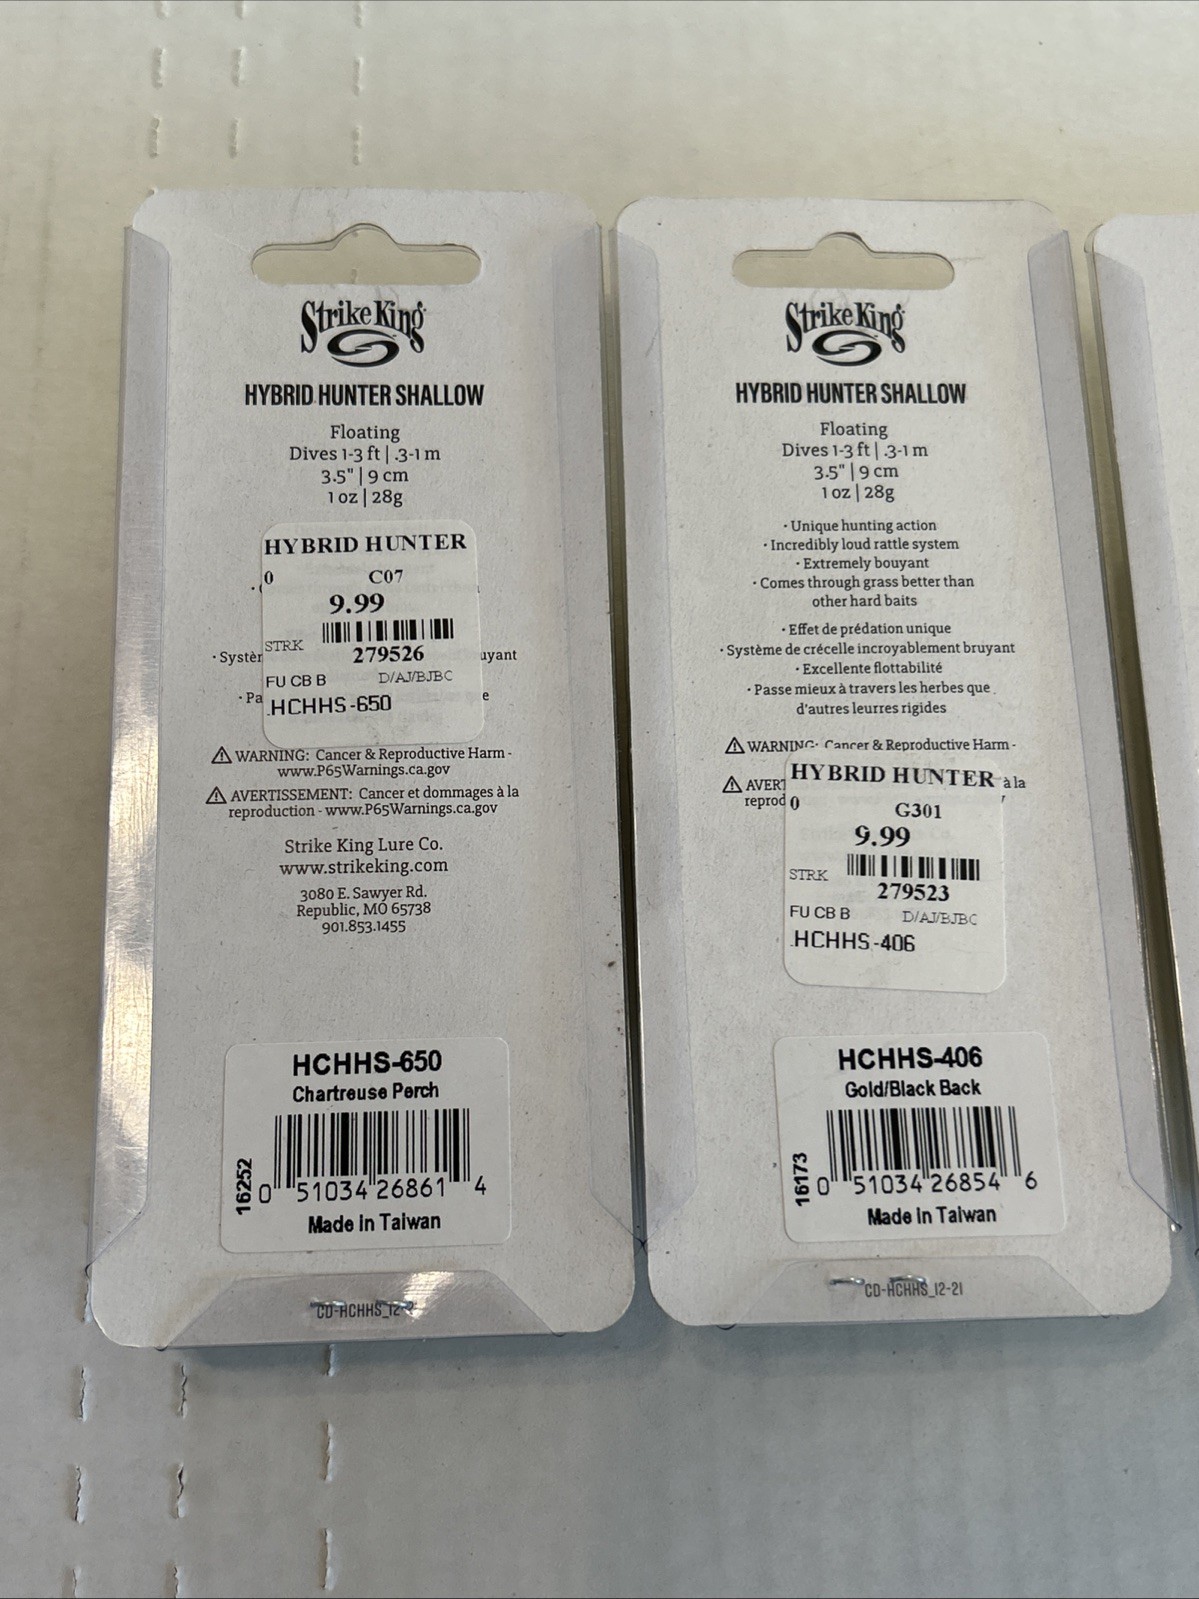 Strike King
HYBRID HUNTER SHALLOW
Floating
Dives 1-3 ft | .3-1 m
3.5" | 9 cm
1 oz | 28g
HYBRID HUNTER
0 C07
9.99
STRK
279526
FU CB B D/AJ/BJBC
HCHHS-650
· Systèr
uyant
· Pa
e
WARNING: Cancer & Reproductive Harm -
www.P65Warnings.ca.gov
AVERTISSEMENT: Cancer et dommages à la
reproduction - www.P65Warnings.ca.gov
Strike King Lure Co.
www.strikeking.com
3080 E. Sawyer Rd.
Republic, MO 65738
901.853.1455
HCHHS-650
Chartreuse Perch
16252
0 51034 26861 4
Made in Taiwan
CD-HCHHS_12-2
Strike King
HYBRID HUNTER SHALLOW
Floating
Dives 1-3 ft | .3-1 m
3.5" | 9 cm
1 oz | 28g
· Unique hunting action
· Incredibly loud rattle system
· Extremely bouyant
· Comes through grass better than
other hard baits
· Effet de prédation unique
· Système de crécelle incroyablement bruyant
· Excellente flottabilité
· Passe mieux à travers les herbes que
d'autres leurres rigides
WARNING: Cancer & Reproductive Harm -
AVERT
à la
reprod
HYBRID HUNTER
0 G301
9.99
STRK
279523
FU CB B D/AJ/BJBC
HCHHS-406
HCHHS-406
Gold/Black Back
16173
0 51034 26854 6
Made in Taiwan
CD-HCHHS_12-21